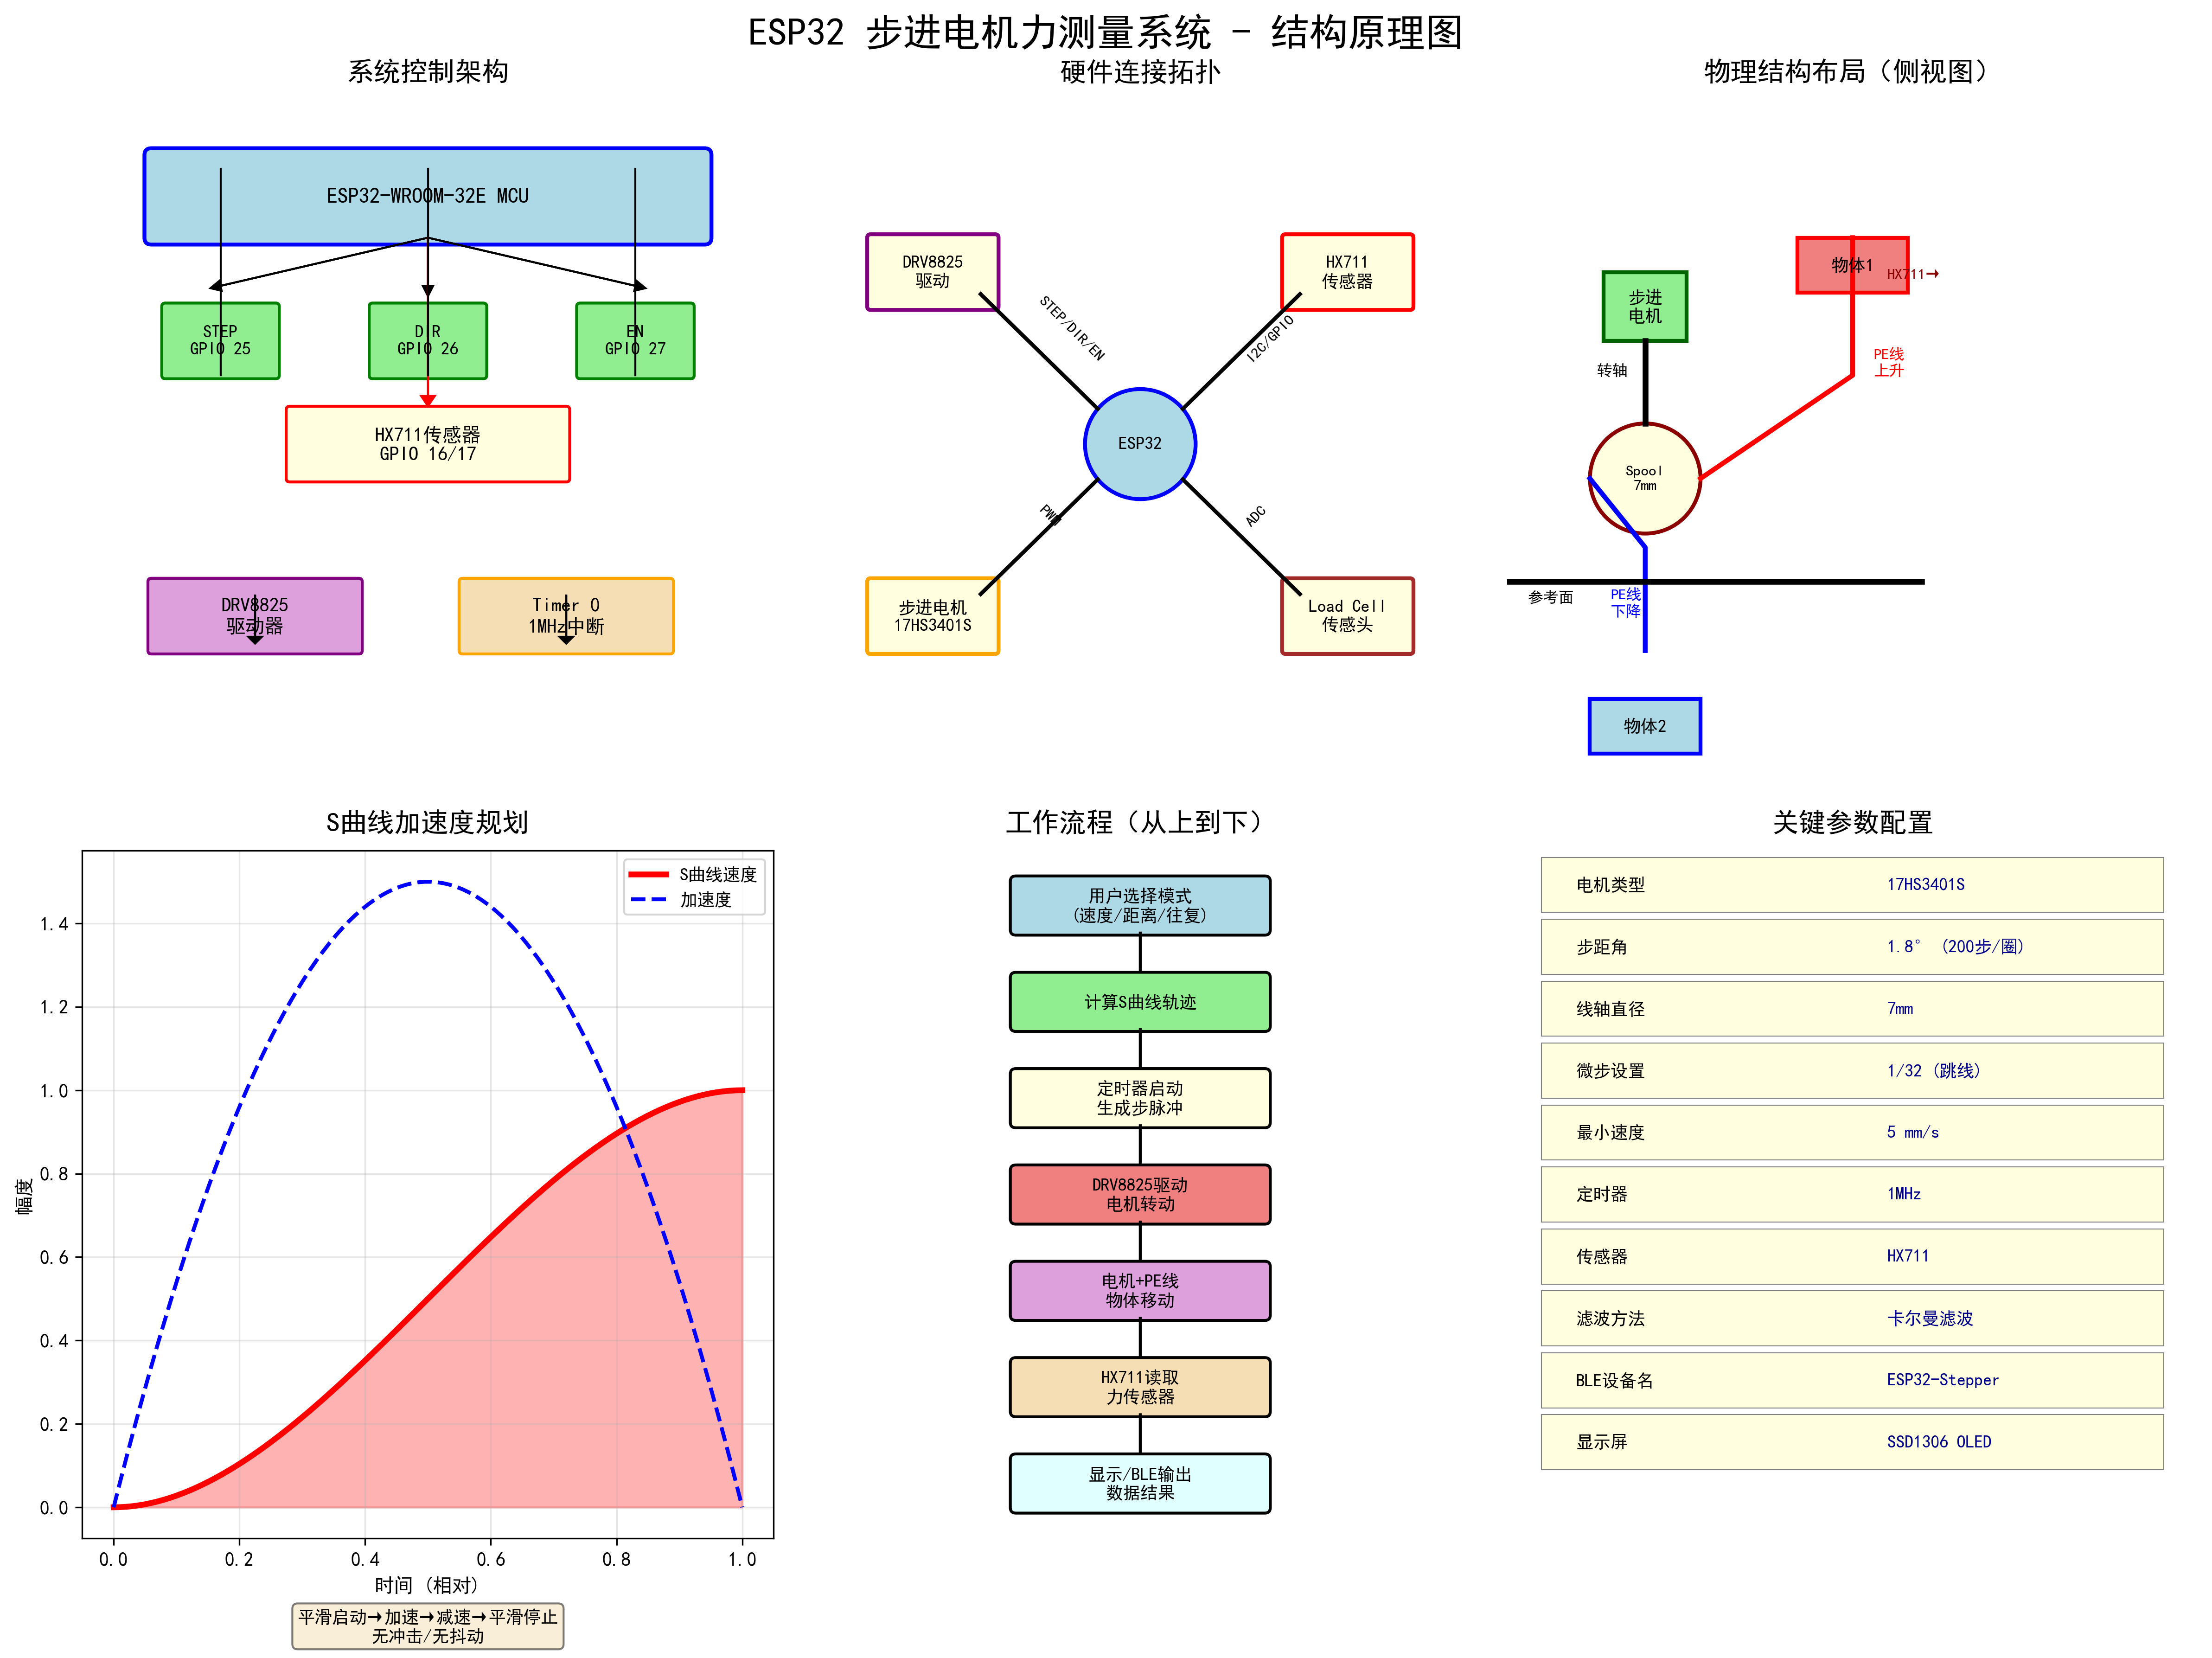 ESP32 步进电机力测量系统 - 结构原理图
系统控制架构
ESP32-WROOM-32E MCU
STEP
GPIO 25
DIR
GPIO 26
EN
GPIO 27
HX711传感器
GPIO 16/17
DRV8825
驱动器
Timer 0
1MHz中断
硬件连接拓扑
DRV8825
驱动
HX711
传感器
STEP/DIR/EN
I2C/GPIO
ESP32
PWM
ADC
步进电机
17HS3401S
Load Cell
传感头
物理结构布局（侧视图）
步进
电机
物体1
HX711→
转轴
PE线
上升
Spool
7mm
参考面
PE线
下降
物体2
S曲线加速度规划
S曲线速度
加速度
幅度
1.4
1.2
1.0
0.8
0.6
0.4
0.2
0.0
0.0
0.2
0.4
0.6
0.8
1.0
时间 (相对)
平滑启动→加速→减速→平滑停止
无冲击/无抖动
工作流程（从上到下）
用户选择模式
(速度/距离/往复)
计算S曲线轨迹
定时器启动
生成步脉冲
DRV8825驱动
电机转动
电机+PE线
物体移动
HX711读取
力传感器
显示/BLE输出
数据结果
关键参数配置
电机类型 17HS3401S
步距角 1.8° (200步/圈)
线轴直径 7mm
微步设置 1/32 (跳线)
最小速度 5 mm/s
定时器 1MHz
传感器 HX711
滤波方法 卡尔曼滤波
BLE设备名 ESP32-Stepper
显示屏 SSD1306 OLED